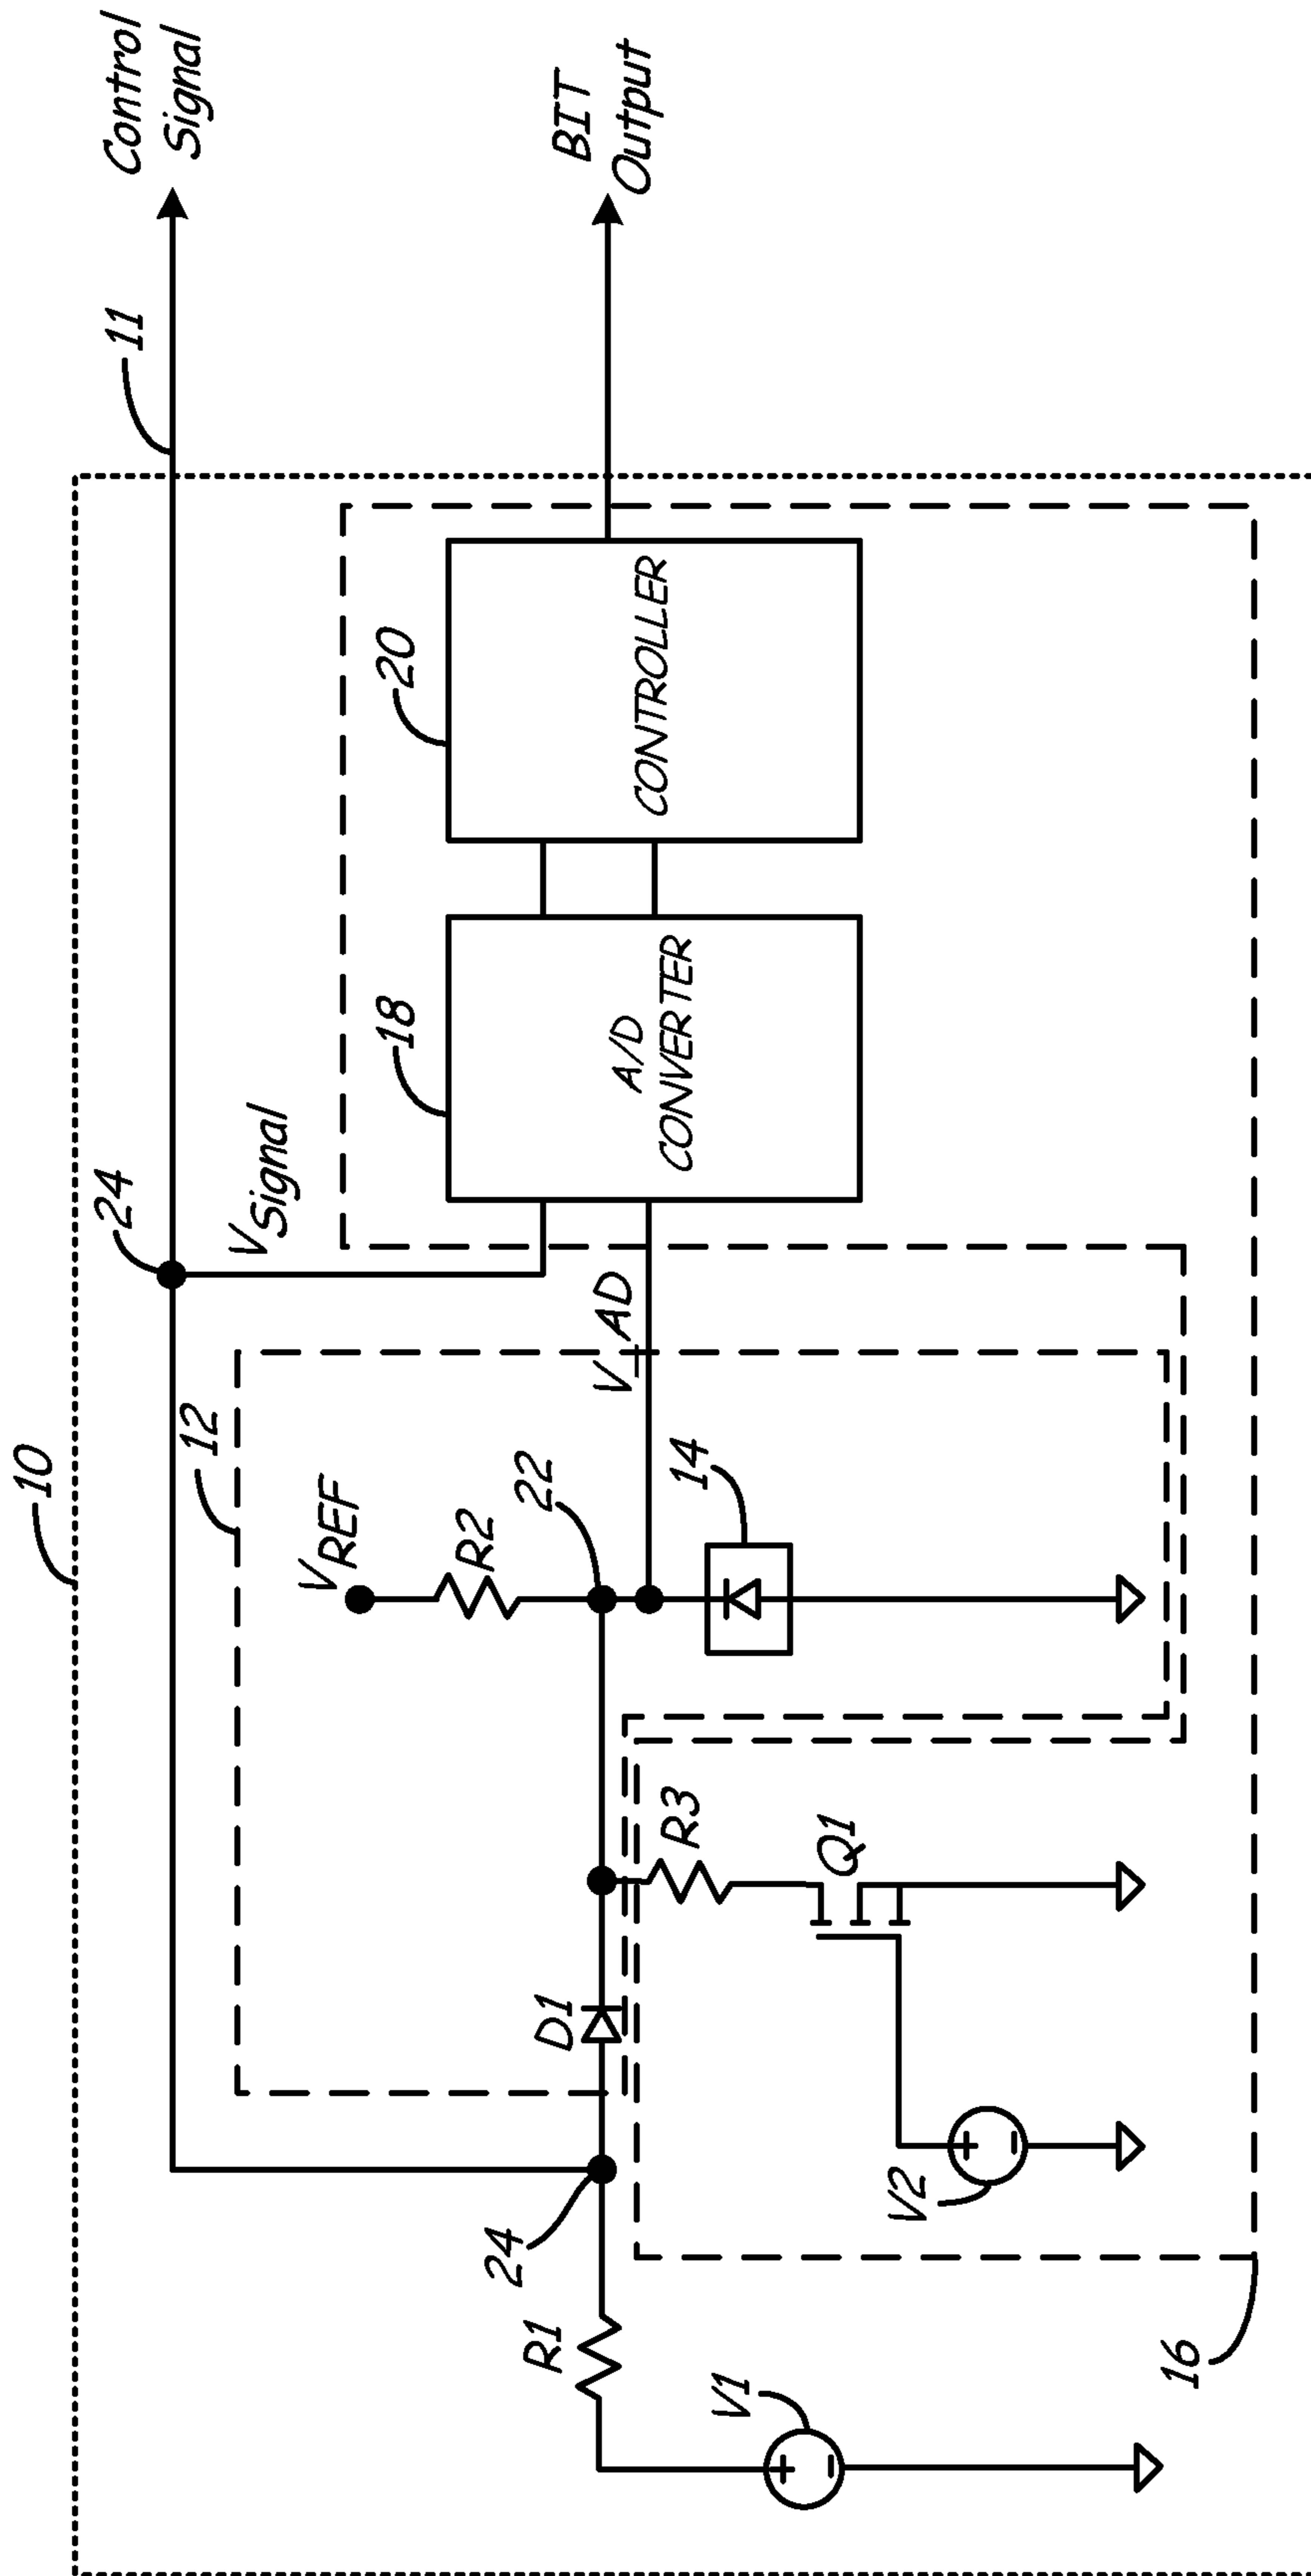 10
24
11
Control
Signal
12
VSignal
VREF
R2
22
V_AD
14
18
A/D
CONVERTER
20
CONTROLLER
BIT
Output
24
D1
R1
R3
Q1
V1
V2
16